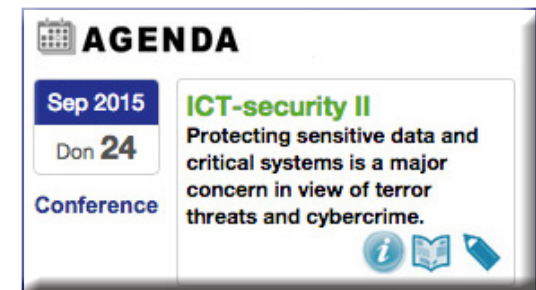 AGENDA
Sep 2015
Don 24
Conference
ICT-security II
Protecting sensitive data and
critical systems is a major
concern in view of terror
threats and cybercrime.